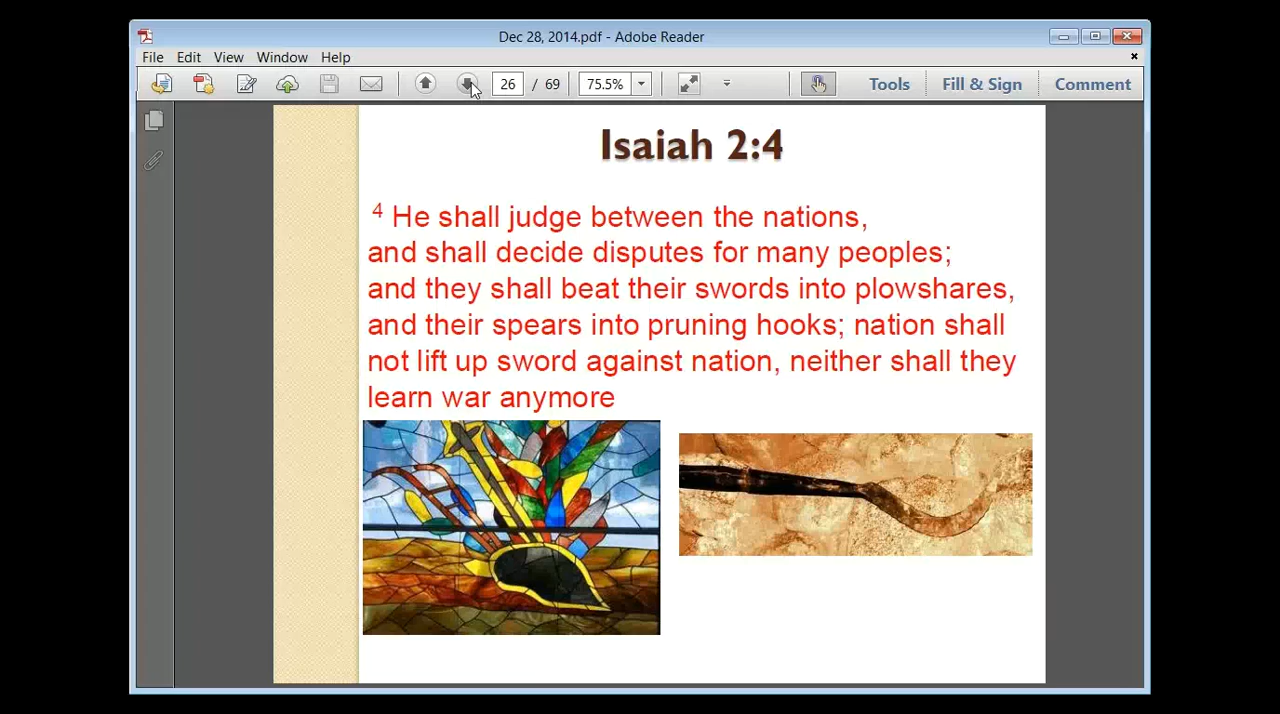 Dec 28, 2014.pdf - Adobe Reader
File Edit View Window Help
26 / 69 75.5% Tools Fill & Sign Comment
Isaiah 2:4
4 He shall judge between the nations,
and shall decide disputes for many peoples;
and they shall beat their swords into plowshares,
and their spears into pruning hooks; nation shall
not lift up sword against nation, neither shall they
learn war anymore